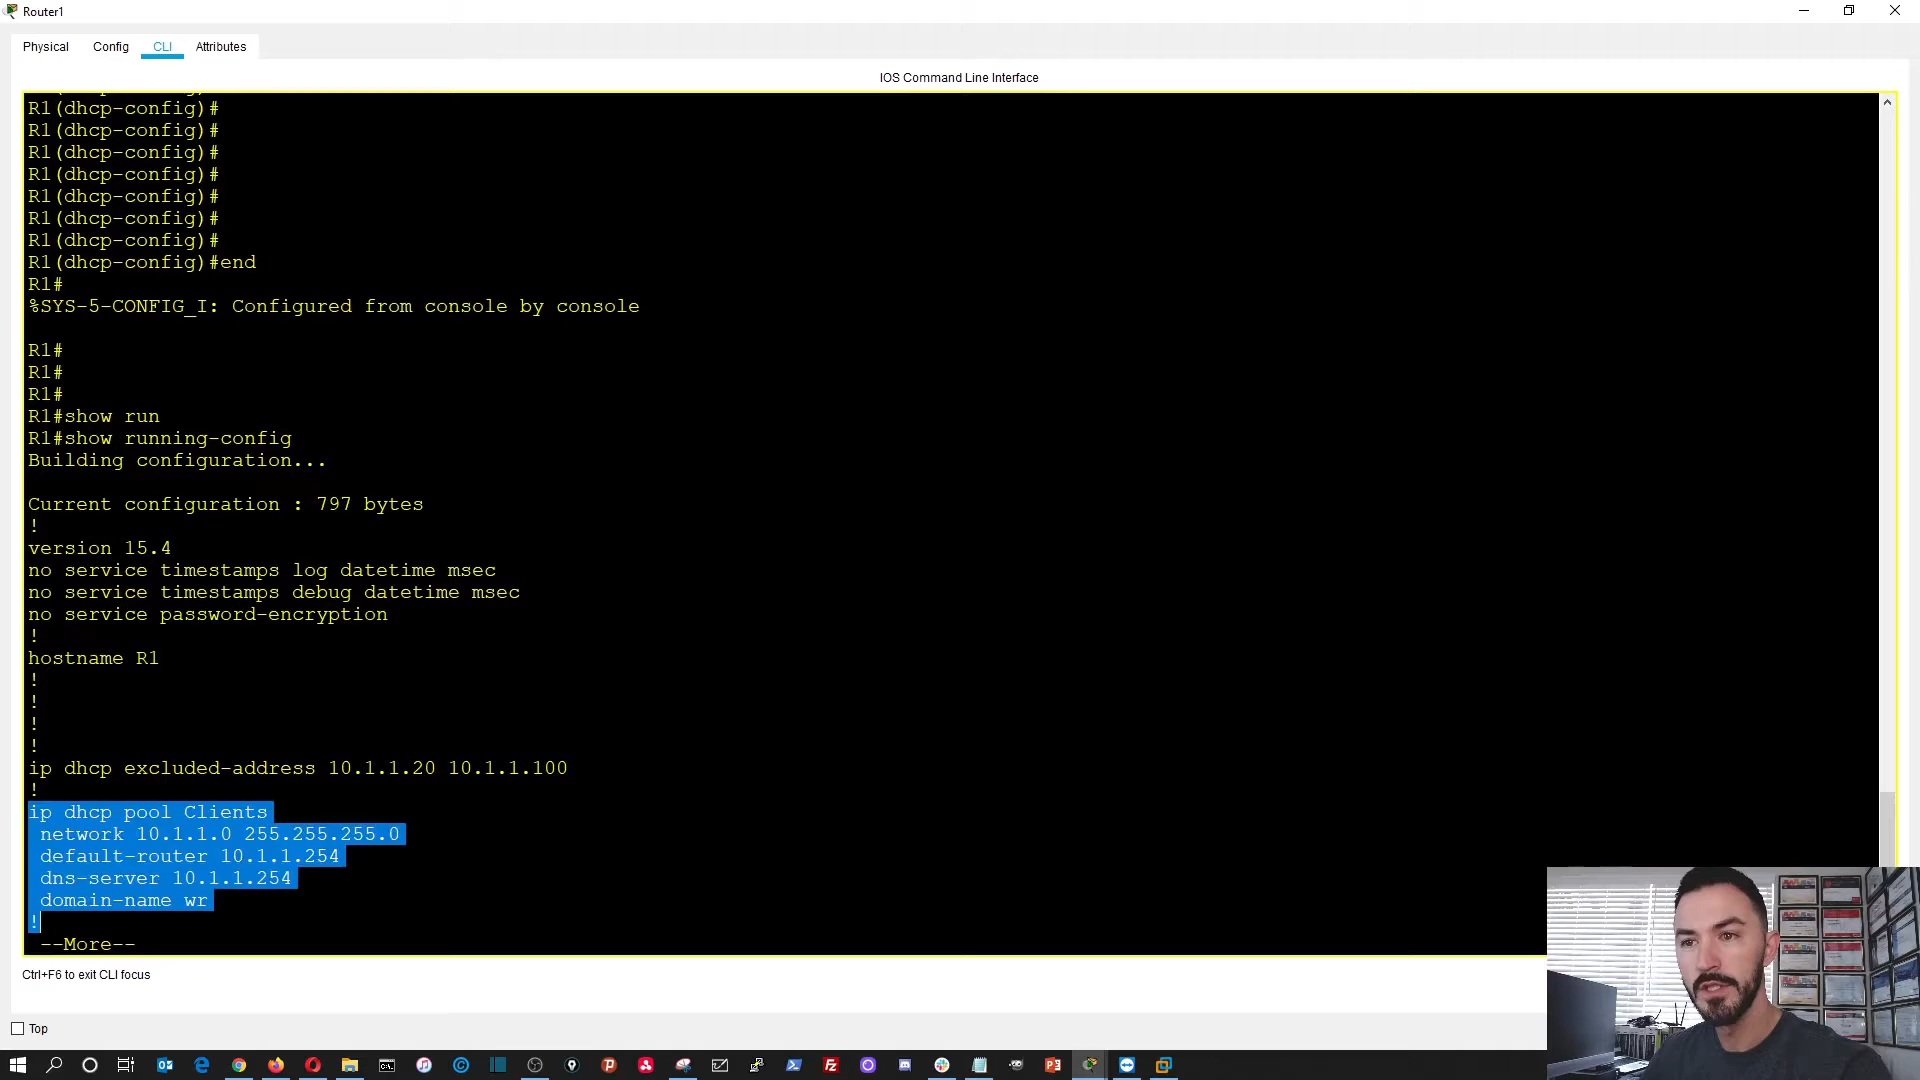 Router1
Physical Config CLI Attributes
IOS Command Line Interface
R1(dhcp-config)#
R1(dhcp-config)#
R1(dhcp-config)#
R1(dhcp-config)#
R1(dhcp-config)#
R1(dhcp-config)#
R1(dhcp-config)#
R1(dhcp-config)#end
R1#
%SYS-5-CONFIG_I: Configured from console by console
R1#
R1#
R1#
R1#show run
R1#show running-config
Building configuration...
Current configuration : 797 bytes
!
version 15.4
no service timestamps log datetime msec
no service timestamps debug datetime msec
no service password-encryption
!
hostname R1
!
!
!
!
ip dhcp excluded-address 10.1.1.20 10.1.1.100
!
ip dhcp pool Clients
network 10.1.1.0 255.255.255.0
default-router 10.1.1.254
dns-server 10.1.1.254
domain-name wr
!
--More--
Ctrl+F6 to exit CLI focus
Top